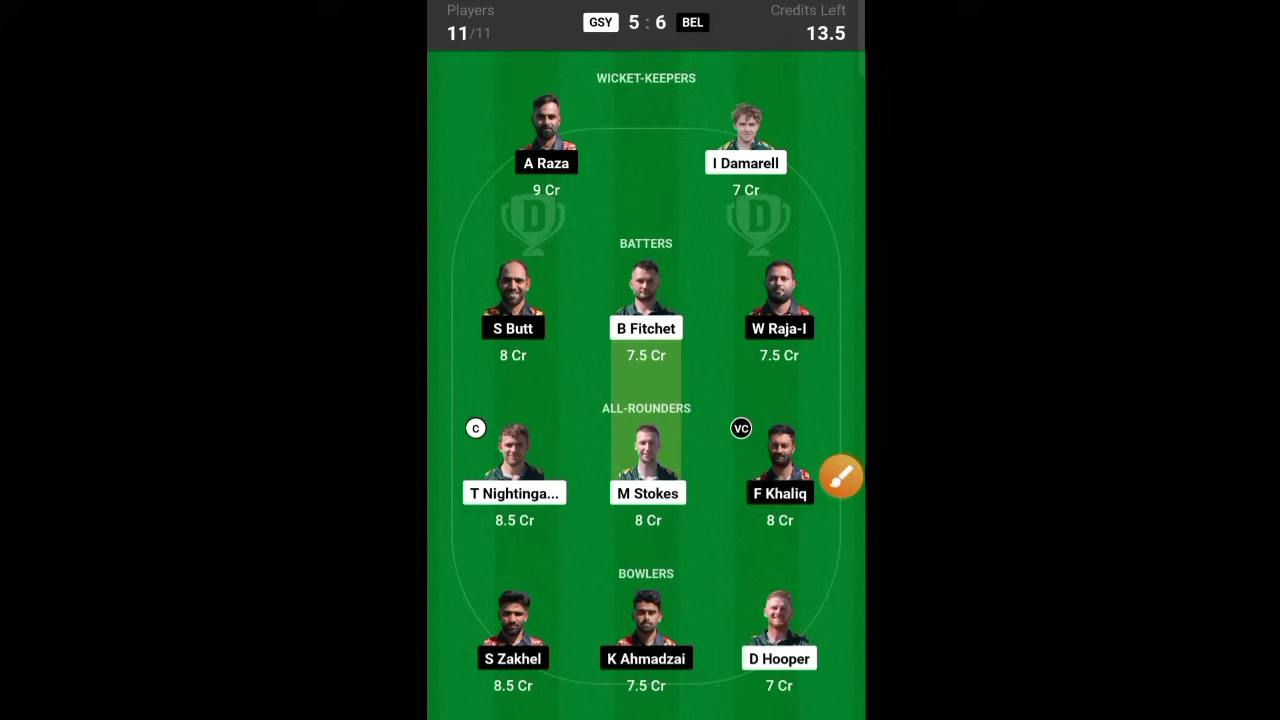 Players Credits Left
11/11 GSY 5 : 6 BEL 13.5
WICKET-KEEPERS
A Raza I Damarell
9 Cr 7 Cr
D D
BATTERS
S Butt B Fitchet W Raja-I
8 Cr 7.5 Cr 7.5 Cr
ALL-ROUNDERS
C VC
T Nightinga... M Stokes F Khaliq
8.5 Cr 8 Cr 8 Cr
BOWLERS
S Zakhel K Ahmadzai D Hooper
8.5 Cr 7.5 Cr 7 Cr